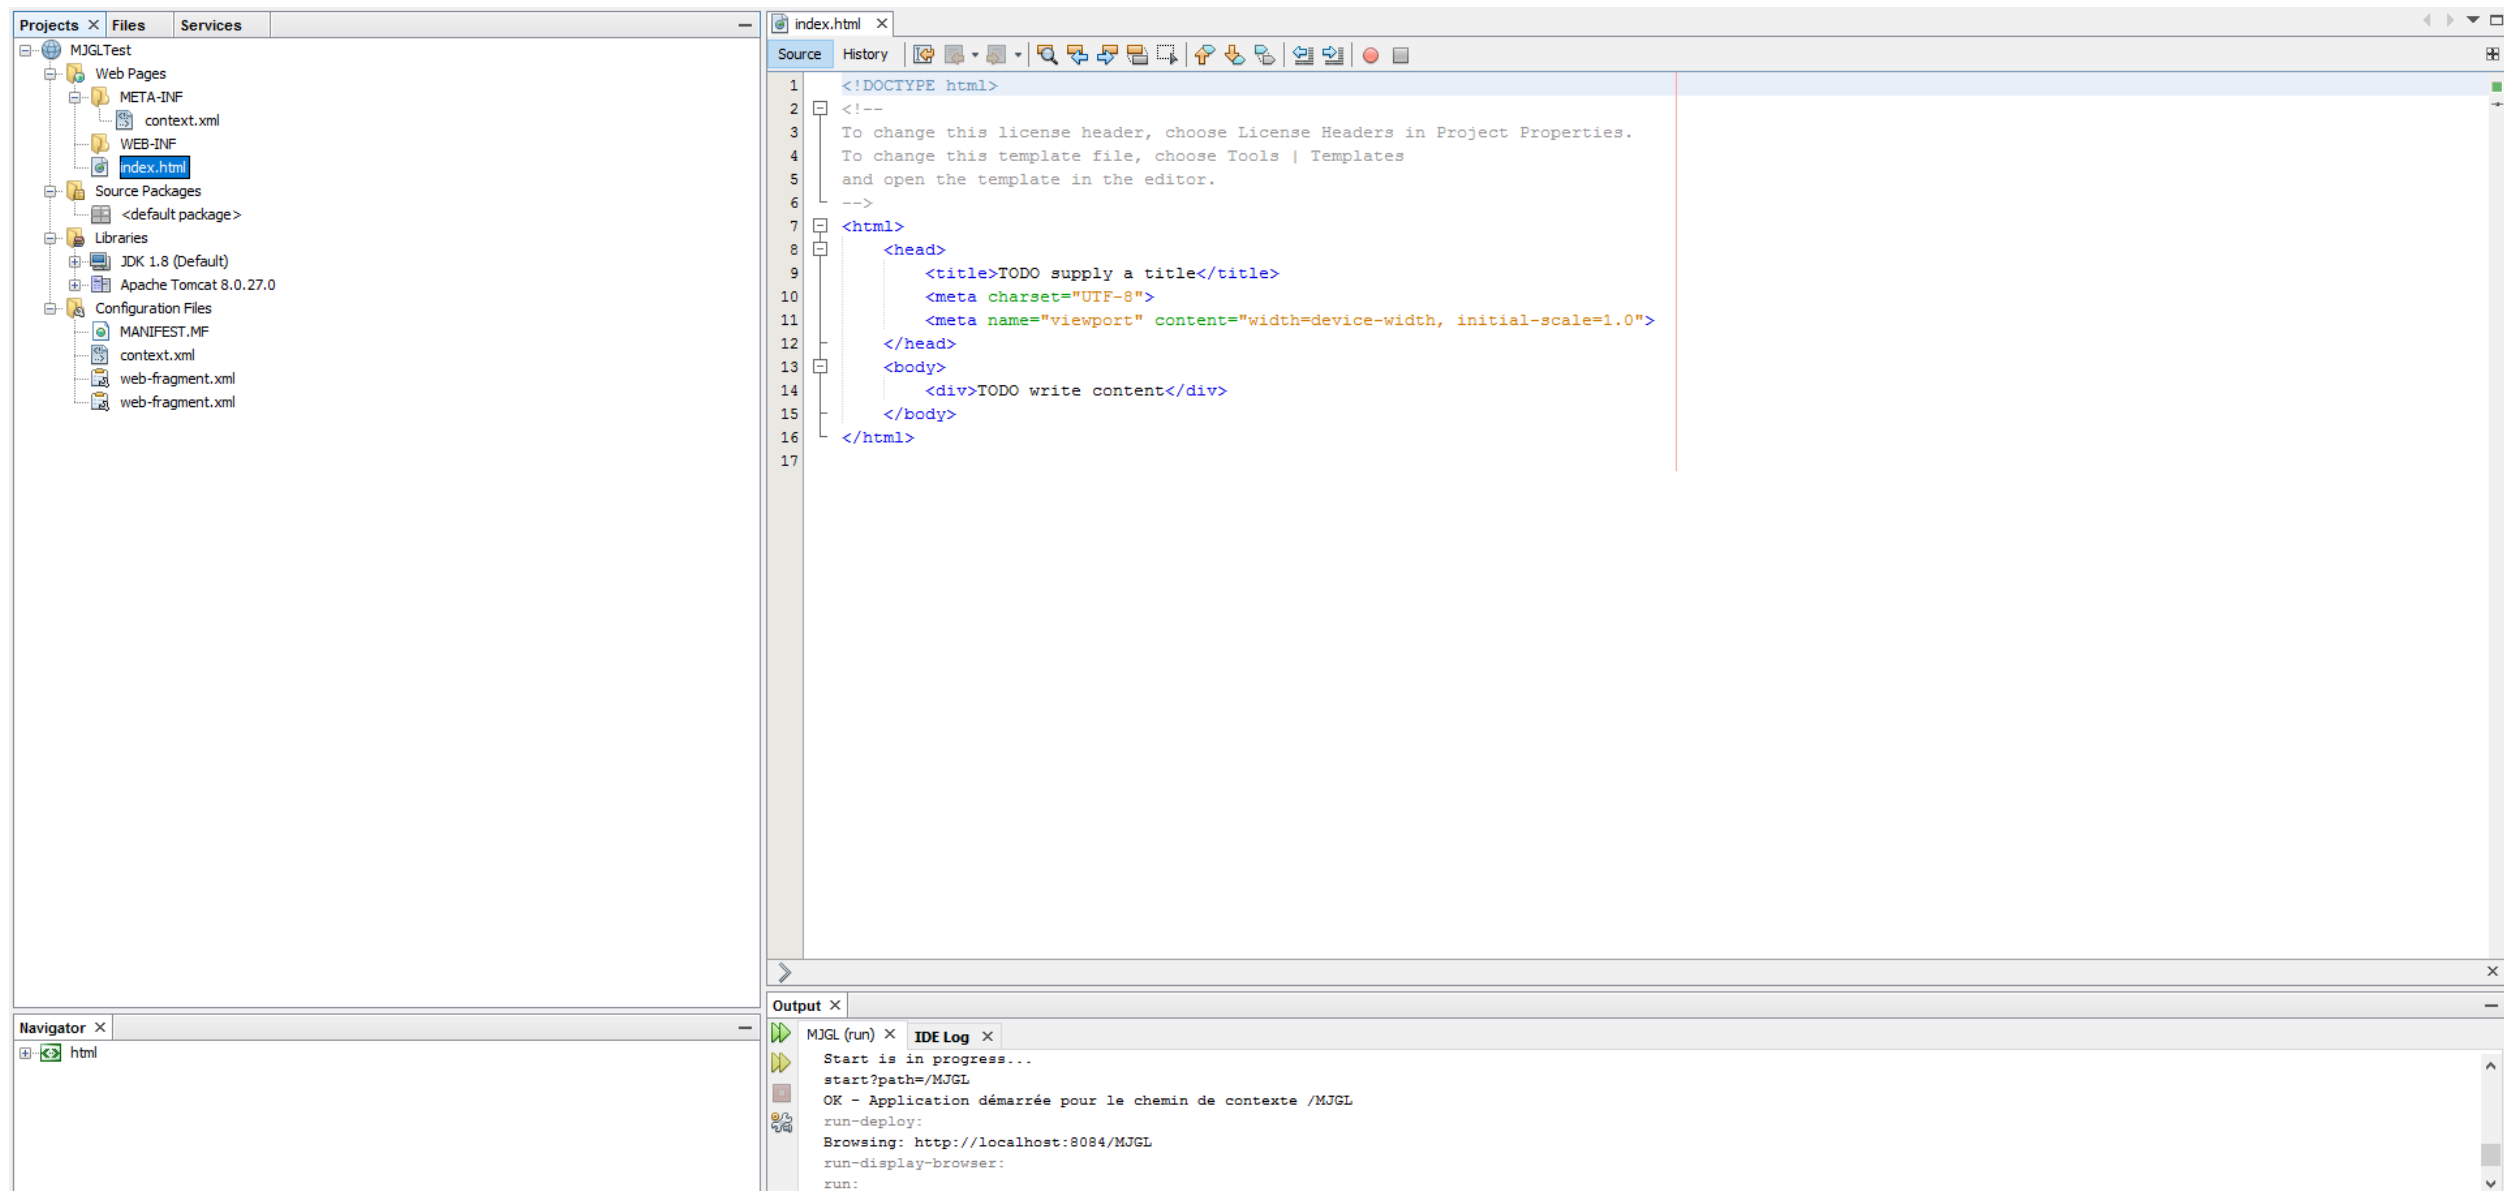 Projects
Files
Services
MJGLTest
Web Pages
META-INF
context.xml
WEB-INF
index.html
Source Packages
<default package>
Libraries
JDK 1.8 (Default)
Apache Tomcat 8.0.27.0
Configuration Files
MANIFEST.MF
context.xml
web-fragment.xml
web-fragment.xml
Navigator
html
index.html
Source History
1 <!DOCTYPE html>
2 <!--
3 To change this license header, choose License Headers in Project Properties.
4 To change this template file, choose Tools | Templates
5 and open the template in the editor.
6 -->
7 <html>
8 <head>
9 <title>TODO supply a title</title>
10 <meta charset="UTF-8">
11 <meta name="viewport" content="width=device-width, initial-scale=1.0">
12 </head>
13 <body>
14 <div>TODO write content</div>
15 </body>
16 </html>
17
Output
MJGL (run)
IDE Log
Start is in progress...
start?path=/MJGL
OK - Application démarrée pour le chemin de contexte /MJGL
run-deploy:
Browsing: http://localhost:8084/MJGL
run-display-browser:
run: